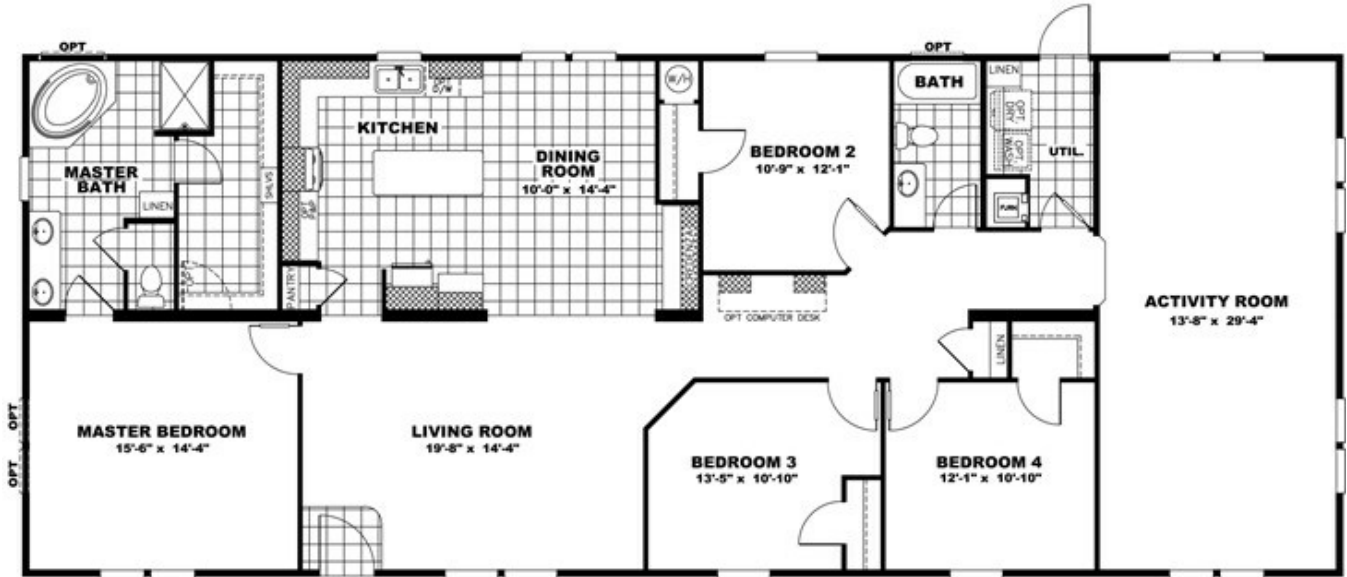 OPT
OPT
W/H
LINEN
BATH
OPT. DRY
OPT. WASH
UTIL.
FURN
OPT D/W
KITCHEN
DINING
ROOM
10'-0" x 14'-4"
BEDROOM 2
10'-9" x 12'-1"
MASTER
BATH
LINEN
SHLVS
OPT
PANTRY
OPT COMPUTER DESK
ACTIVITY ROOM
13'-8" x 29'-4"
LINEN
OPT
OPT
MASTER BEDROOM
15'-6" x 14'-4"
LIVING ROOM
19'-8" x 14'-4"
BEDROOM 3
13'-5" x 10'-10"
BEDROOM 4
12'-1" x 10'-10"